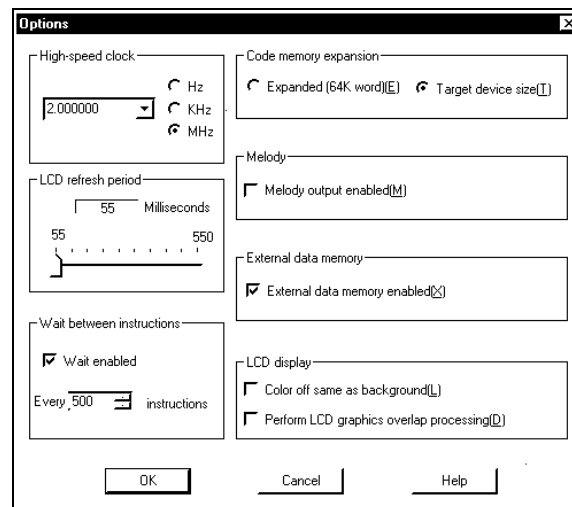 Options
High-speed clock
2.000000
Hz
KHz
MHz
LCD refresh period
55 Milliseconds
55 550
Wait between instructions
Wait enabled
Every 500 instructions
Code memory expansion
Expanded (64K word)(E) Target device size(T)
Melody
Melody output enabled(M)
External data memory
External data memory enabled(X)
LCD display
Color off same as background(L)
Perform LCD graphics overlap processing(D)
OK Cancel Help